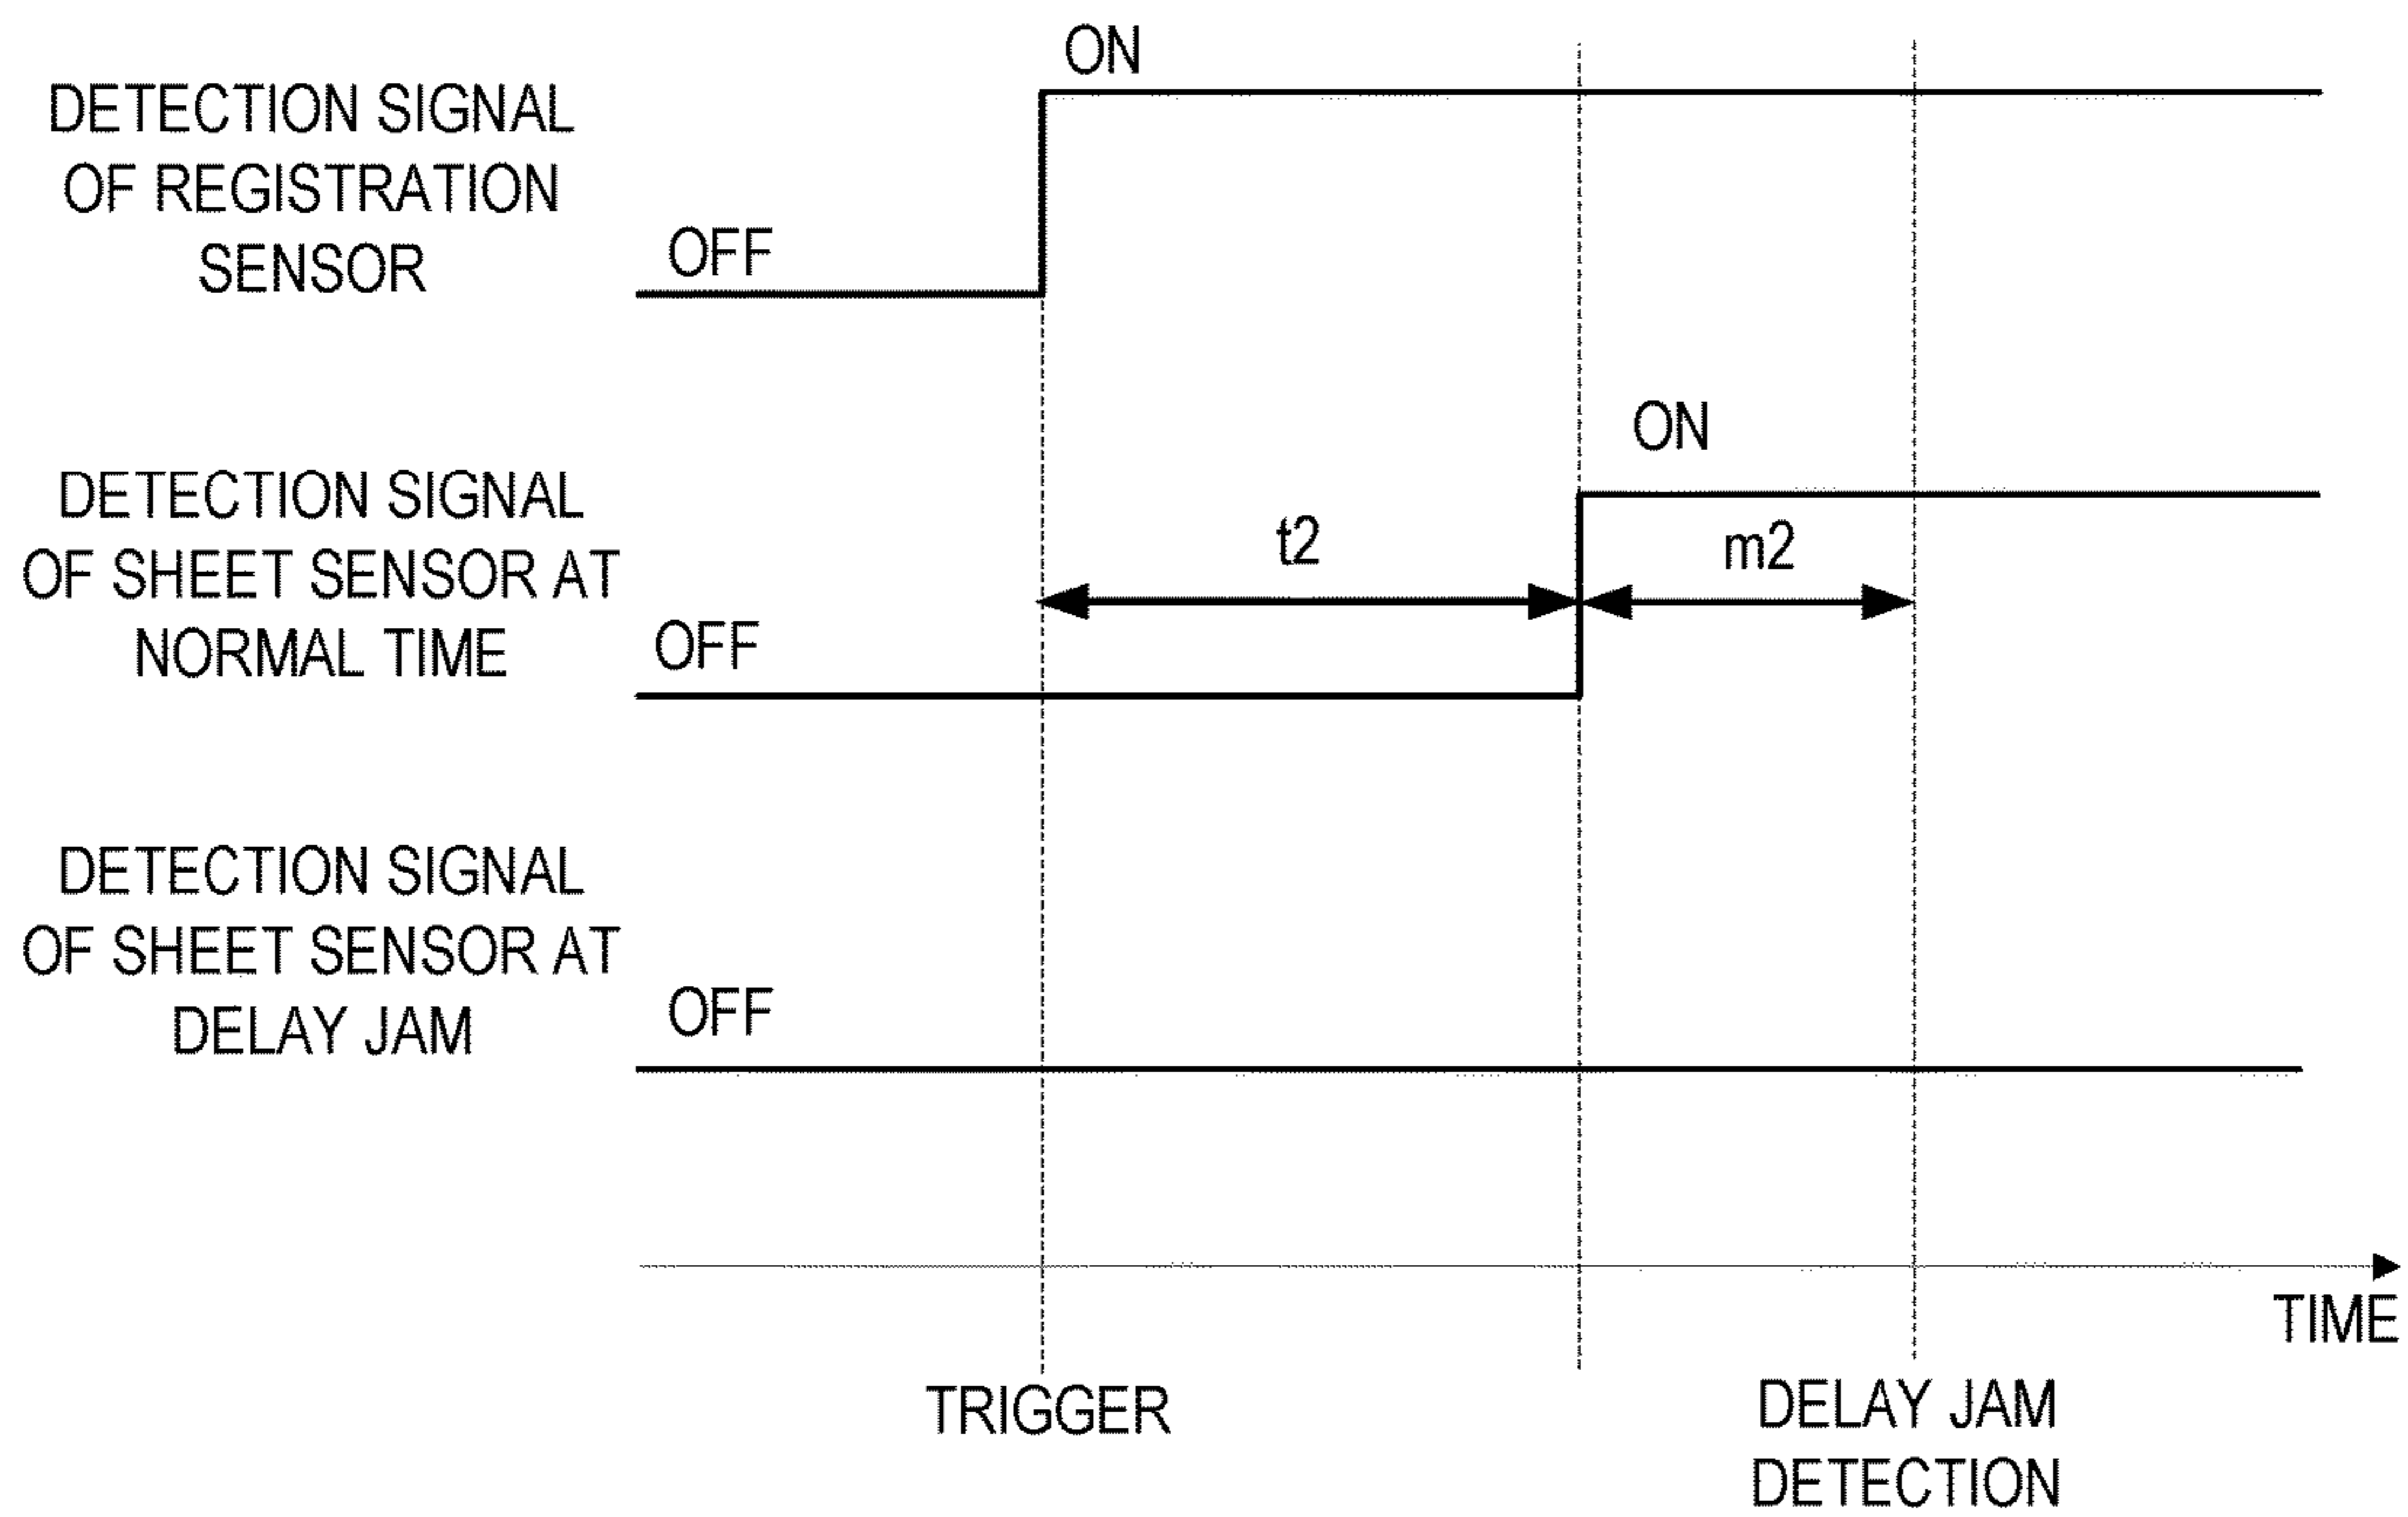 ON
DETECTION SIGNAL
OF REGISTRATION
SENSOR
OFF
ON
DETECTION SIGNAL
OF SHEET SENSOR AT
NORMAL TIME
t2
m2
OFF
DETECTION SIGNAL
OF SHEET SENSOR AT
DELAY JAM
OFF
TIME
TRIGGER
DELAY JAM
DETECTION